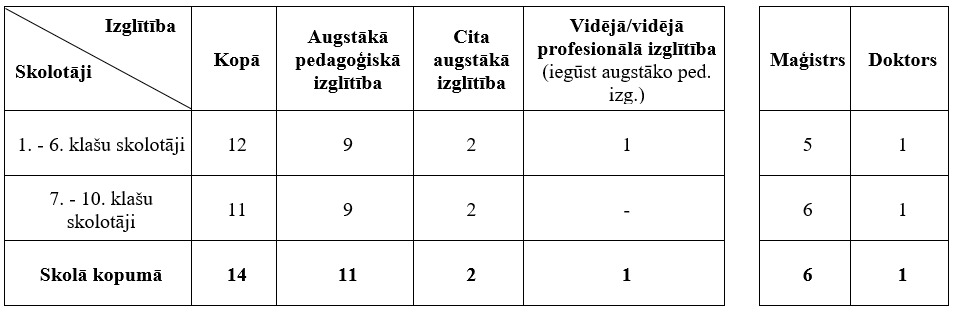 Izglītība
Skolotāji
Kopā
Augstākā
pedagoģiskā
izglītība
Cita
augstākā
izglītība
Vidējā/vidējā
profesionālā izglītība
(iegūst augstāko ped.
izg.)
Maģistrs
Doktors
1. - 6. klašu skolotāji 12 9 2 1 5 1
7. - 10. klašu
skolotāji
11 9 2 - 6 1
Skolā kopumā 14 11 2 1 6 1